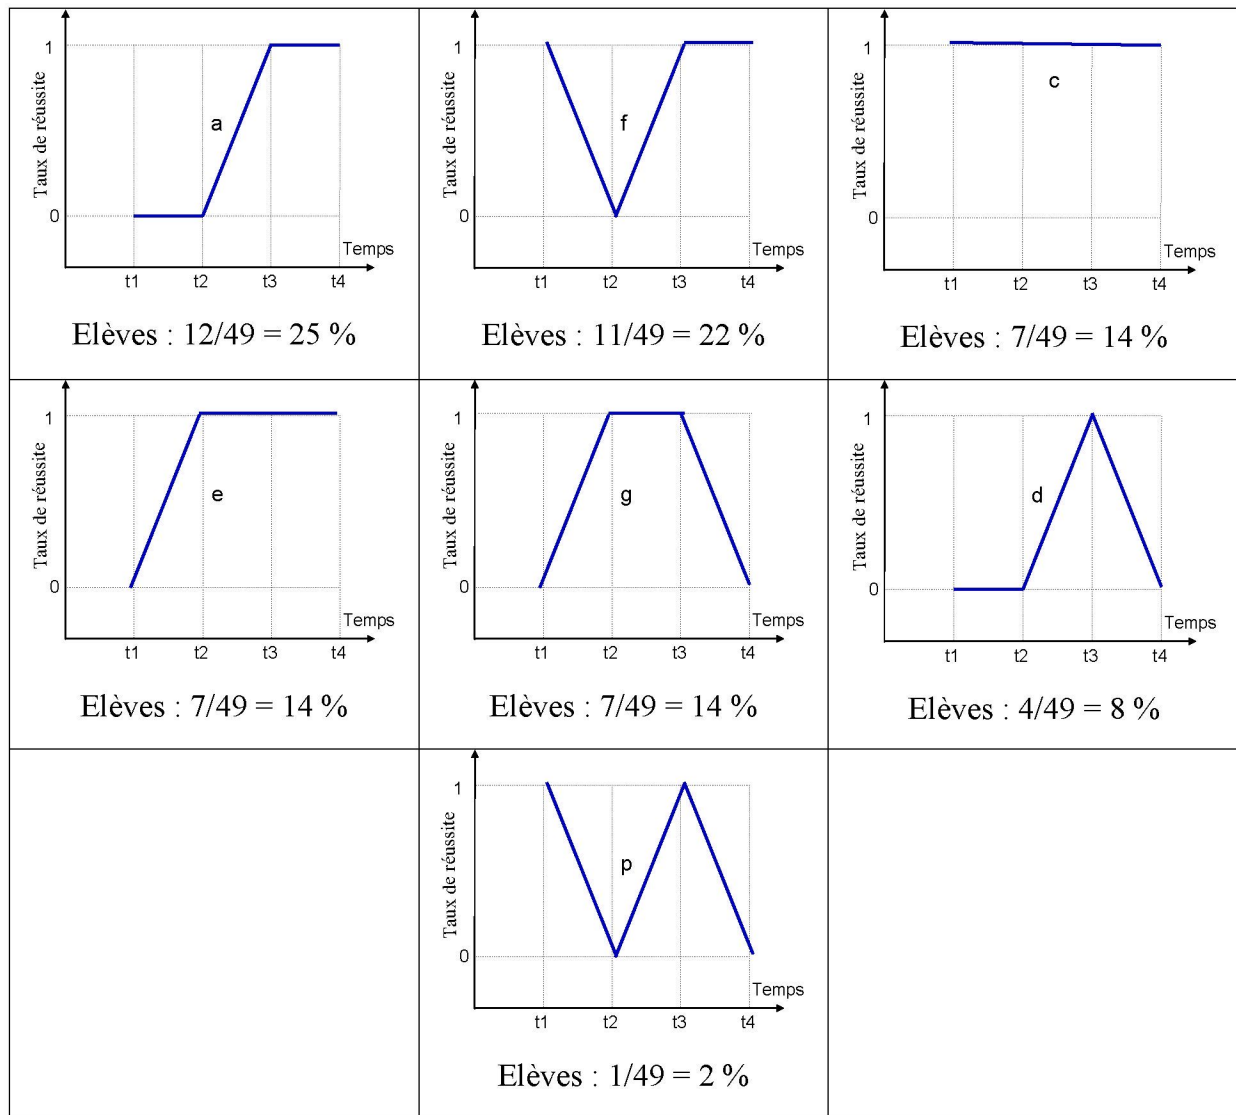 Taux de réussite
1
a
0
Temps
t1 t2 t3 t4
Elèves : 12/49 = 25 %
Taux de réussite
1
f
0
Temps
t1 t2 t3 t4
Elèves : 11/49 = 22 %
Taux de réussite
1
c
0
Temps
t1 t2 t3 t4
Elèves : 7/49 = 14 %
Taux de réussite
1
e
0
Temps
t1 t2 t3 t4
Elèves : 7/49 = 14 %
Taux de réussite
1
g
0
Temps
t1 t2 t3 t4
Elèves : 7/49 = 14 %
Taux de réussite
1
d
0
Temps
t1 t2 t3 t4
Elèves : 4/49 = 8 %
Taux de réussite
1
p
0
Temps
t1 t2 t3 t4
Elèves : 1/49 = 2 %